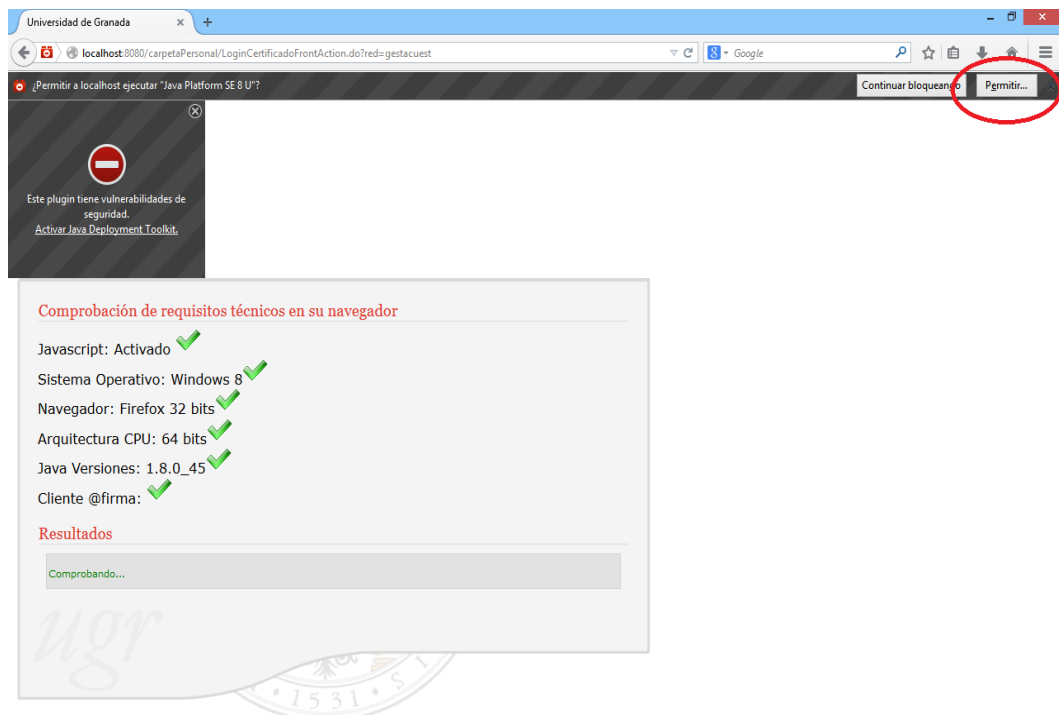 Universidad de Granada
localhost:8080/carpetaPersonal/LoginCertificadoFrontAction.do?red=gestacuest
Google
¿Permitir a localhost ejecutar "Java Platform SE 8 U"?
Continuar bloqueando
Permitir...
Este plugin tiene vulnerabilidades de
seguridad.
Activar Java Deployment Toolkit.
Comprobación de requisitos técnicos en su navegador
Javascript: Activado
Sistema Operativo: Windows 8
Navegador: Firefox 32 bits
Arquitectura CPU: 64 bits
Java Versiones: 1.8.0_45
Cliente @firma:
Resultados
Comprobando...
ugr
1531